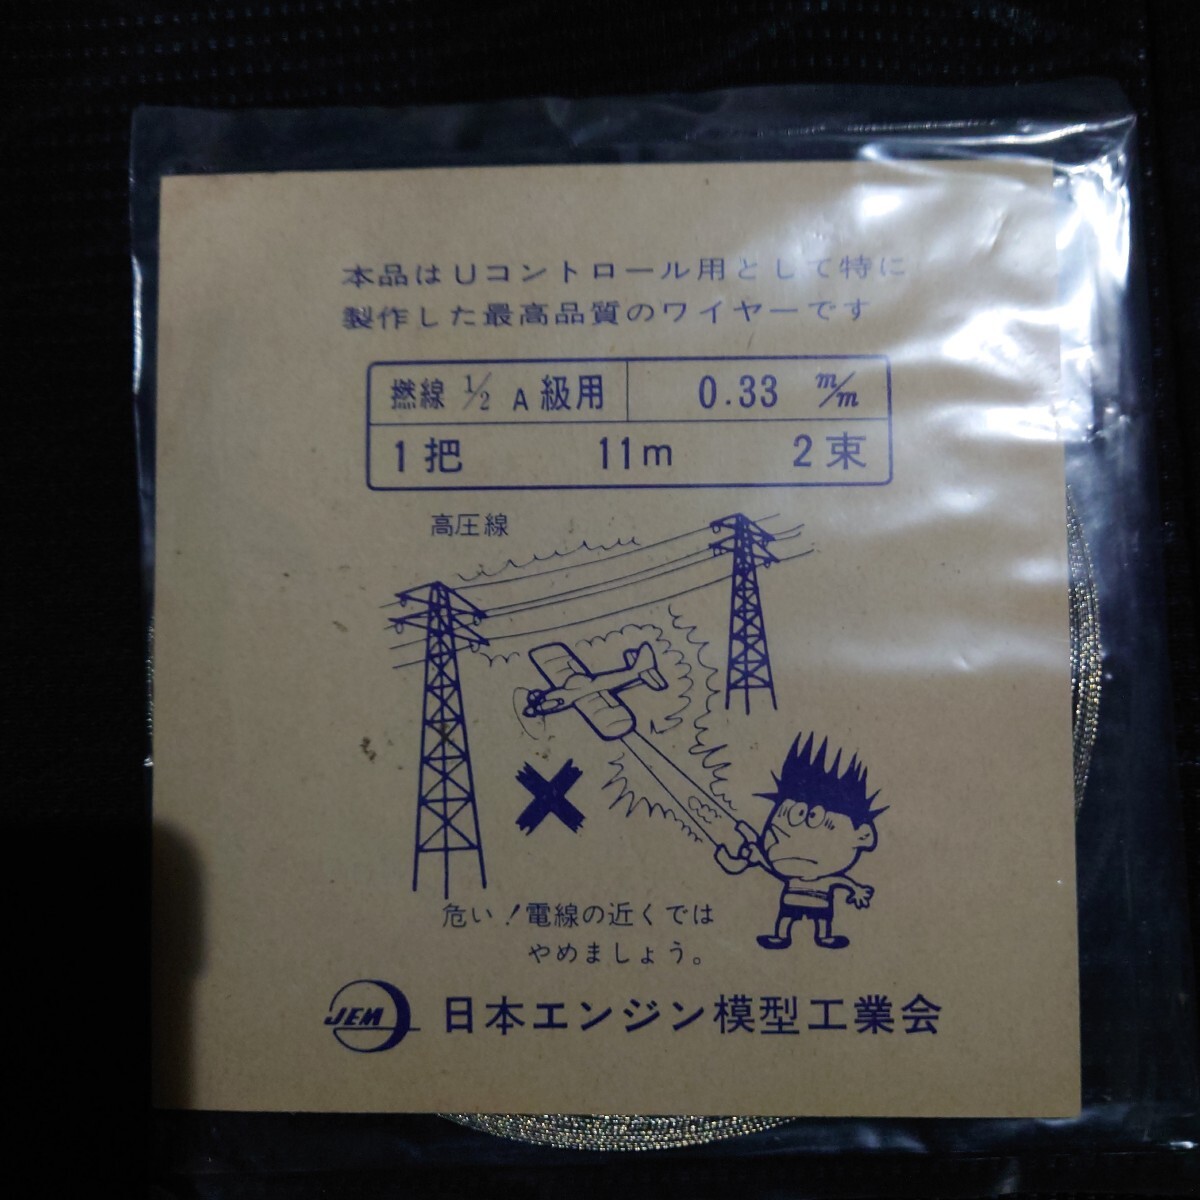 本品はUコントロール用として特に
製作した最高品質のワイヤーです
撚線 1/2 A 級用 0.33 m/m
1把 11m 2束
高圧線
危い！電線の近くでは
やめましょう。
JEM 日本エンジン模型工業会